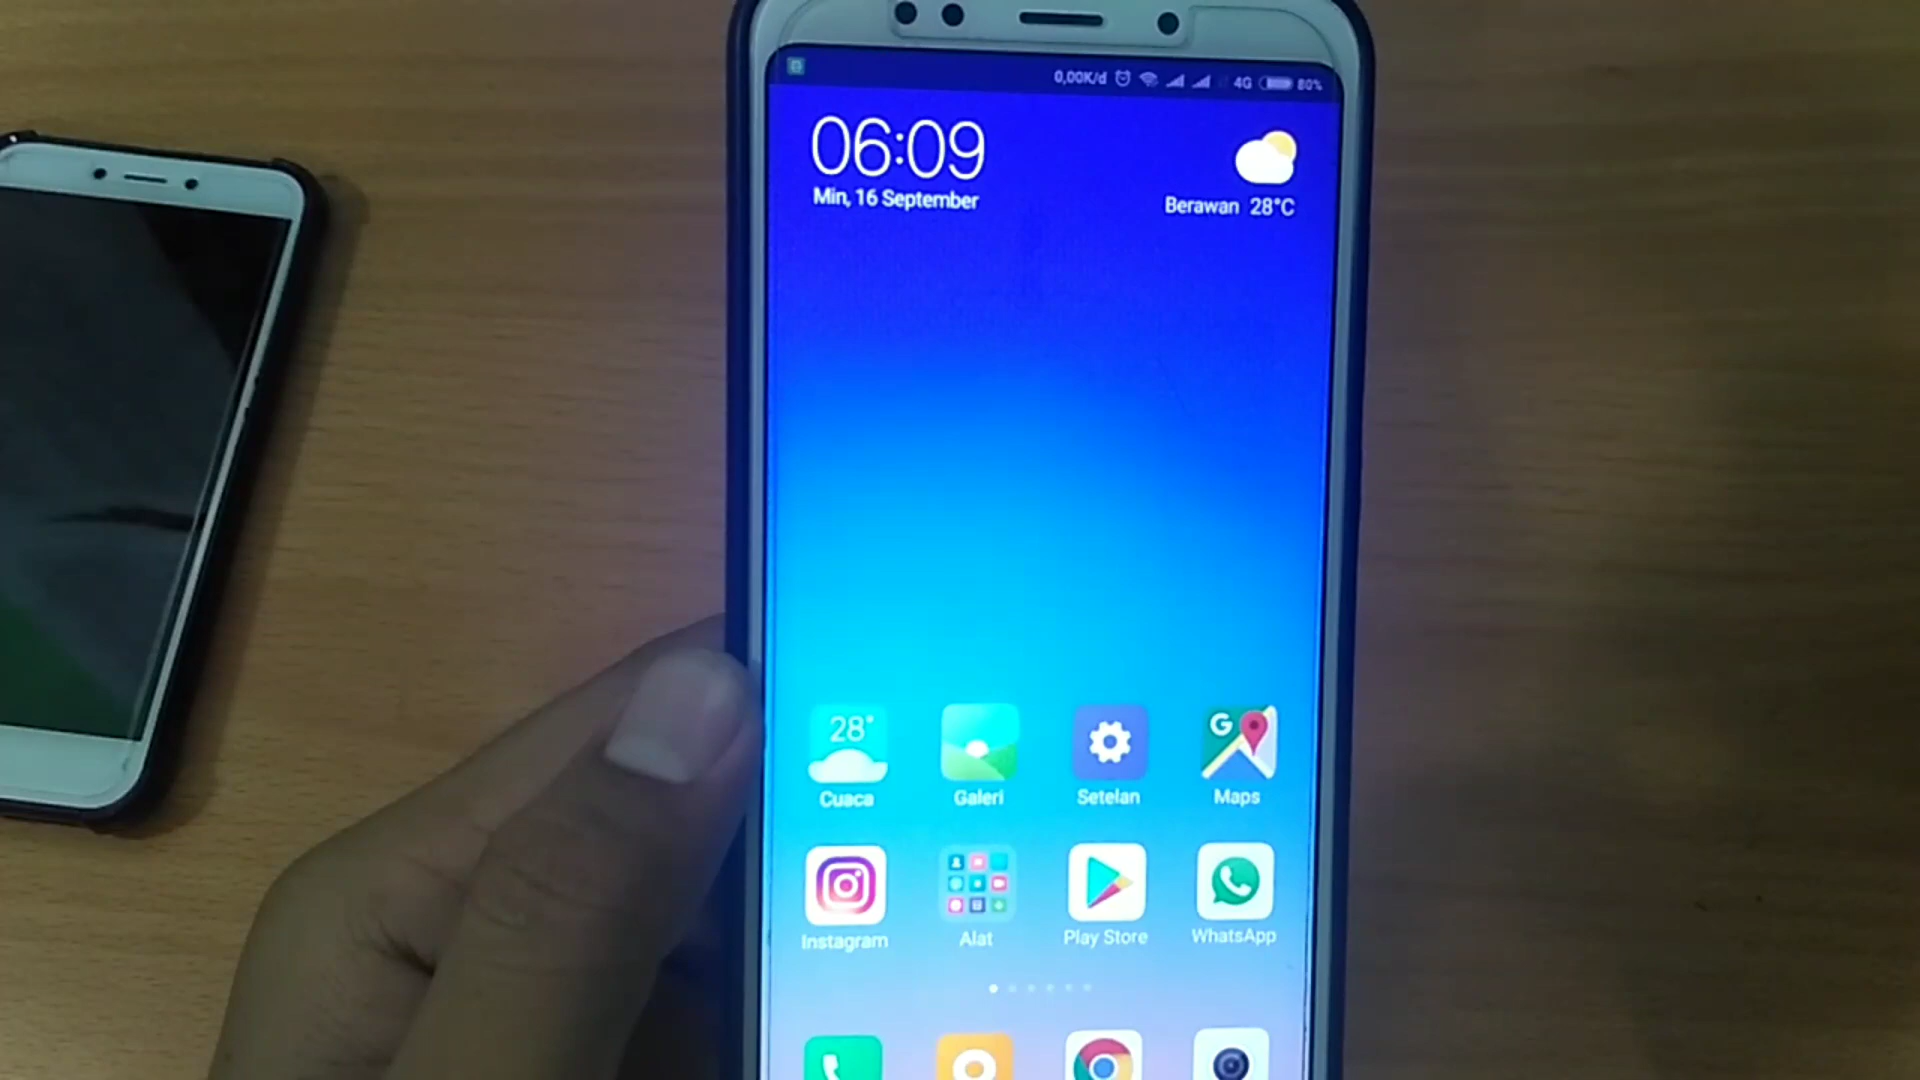 0,00K/d 4G 80%
06:09
Min, 16 September
Berawan 28°C
28°
Cuaca Galeri Setelan Maps
Instagram Alat Play Store WhatsApp